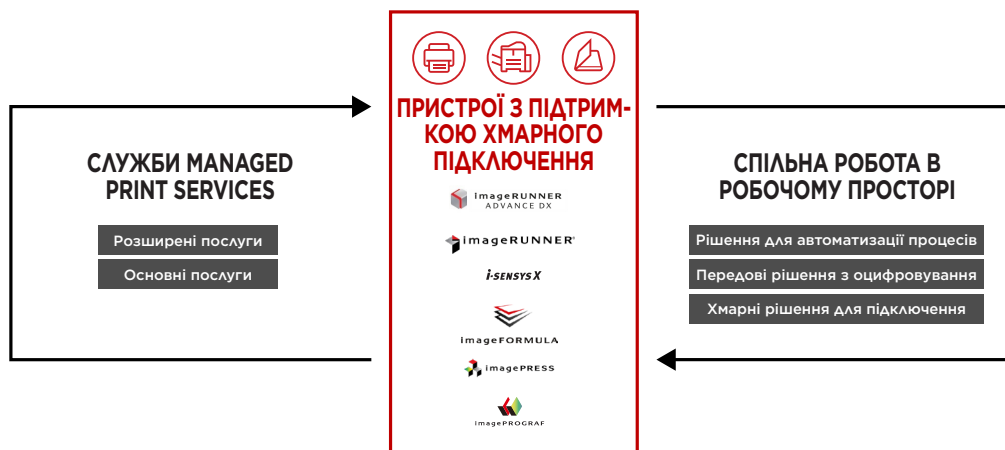 СЛУЖБИ MANAGED
PRINT SERVICES
Розширені послуги
Основні послуги
ПРИСТРОЇ З ПІДТРИМ-
КОЮ ХМАРНОГО
ПІДКЛЮЧЕННЯ
imageRUNNER
ADVANCE DX
imageRUNNER®
i-SENSYS X
imageFORMULA
imagePRESS
imagePROGRAF
СПІЛЬНА РОБОТА В
РОБОЧОМУ ПРОСТОРІ
Рішення для автоматизації процесів
Передові рішення з оцифровування
Хмарні рішення для підключення